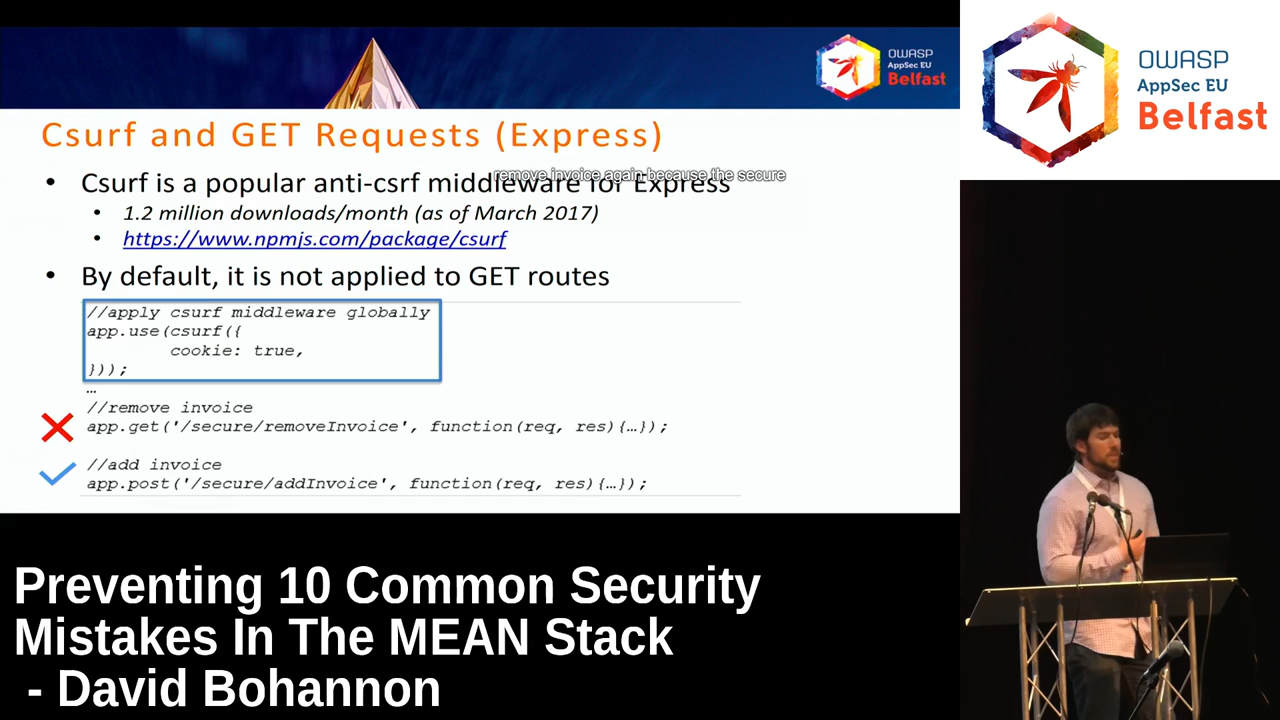 OWASP
AppSec EU
Belfast
OWASP
AppSec EU
Belfast
Csurf and GET Requests (Express)
• Csurf is a popular anti-csrf middleware for Express
remove invoice again because the secure
• 1.2 million downloads/month (as of March 2017)
• https://www.npmjs.com/package/csurf
• By default, it is not applied to GET routes
//apply csurf middleware globally
app.use(csurf({
cookie: true,
}));
…
//remove invoice
app.get('/secure/removeInvoice', function(req, res){…});
//add invoice
app.post('/secure/addInvoice', function(req, res){…});
Preventing 10 Common Security
Mistakes In The MEAN Stack
- David Bohannon